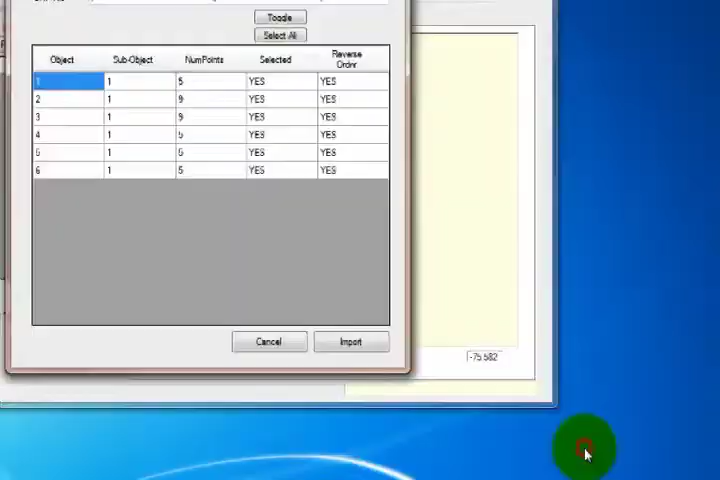 Toggle
Select All
Object Sub-Object NumPoints Selected Reverse Order
1 1 5 YES YES
2 1 9 YES YES
3 1 9 YES YES
4 1 5 YES YES
5 1 5 YES YES
6 1 5 YES YES
Cancel Import
-75.582